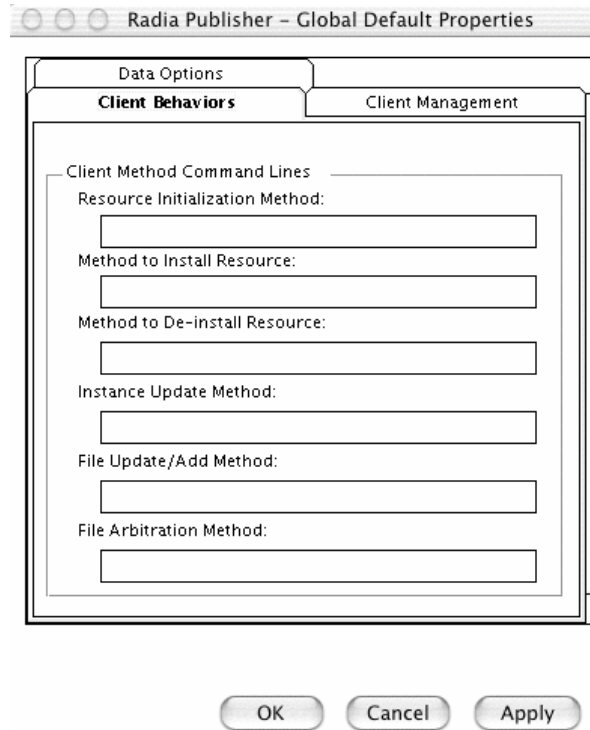 Radia Publisher – Global Default Properties
Data Options
Client Behaviors
Client Management
Client Method Command Lines
Resource Initialization Method:
Method to Install Resource:
Method to De-install Resource:
Instance Update Method:
File Update/Add Method:
File Arbitration Method:
OK
Cancel
Apply